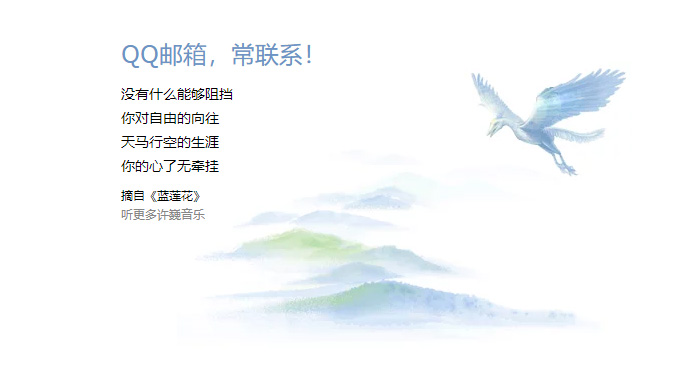 QQ邮箱，常联系！
没有什么能够阻挡
你对自由的向往
天马行空的生涯
你的心了无牵挂
摘自《蓝莲花》
听更多许巍音乐